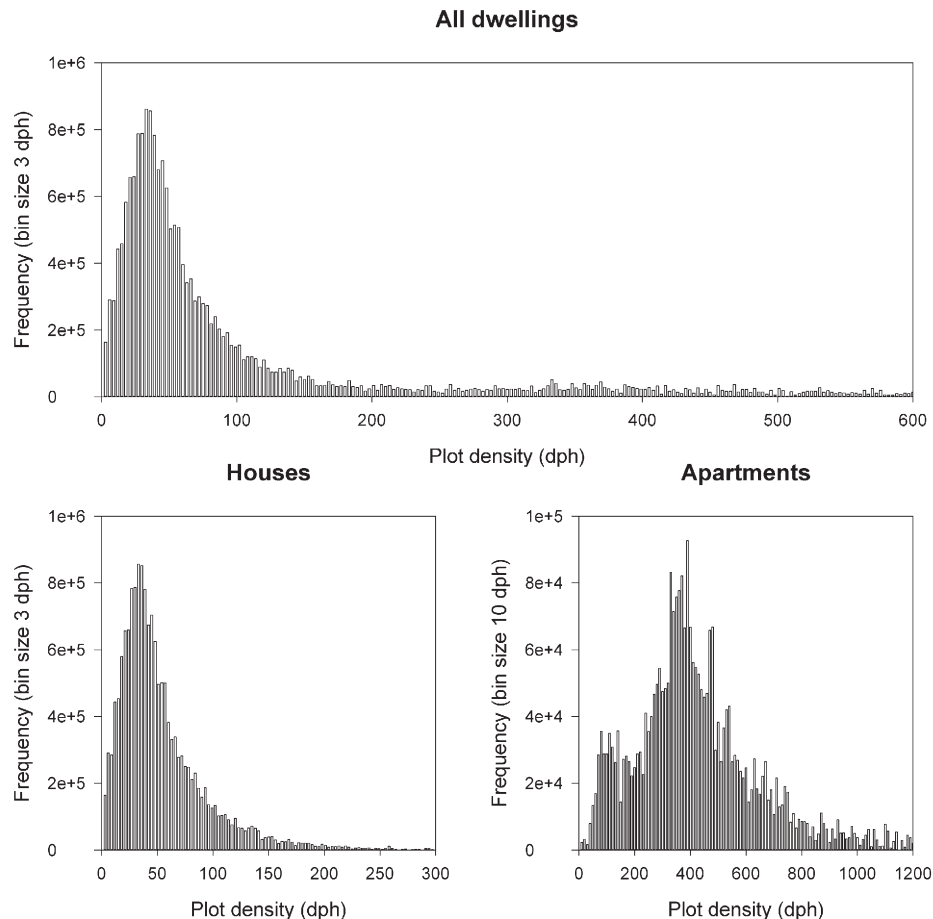 All dwellings
Frequency (bin size 3 dph)
1e+6
8e+5
6e+5
4e+5
2e+5
0
0 100 200 300 400 500 600
Plot density (dph)
Houses
Frequency (bin size 3 dph)
1e+6
8e+5
6e+5
4e+5
2e+5
0
0 50 100 150 200 250 300
Plot density (dph)
Apartments
Frequency (bin size 10 dph)
1e+5
8e+4
6e+4
4e+4
2e+4
0
0 200 400 600 800 1000 1200
Plot density (dph)